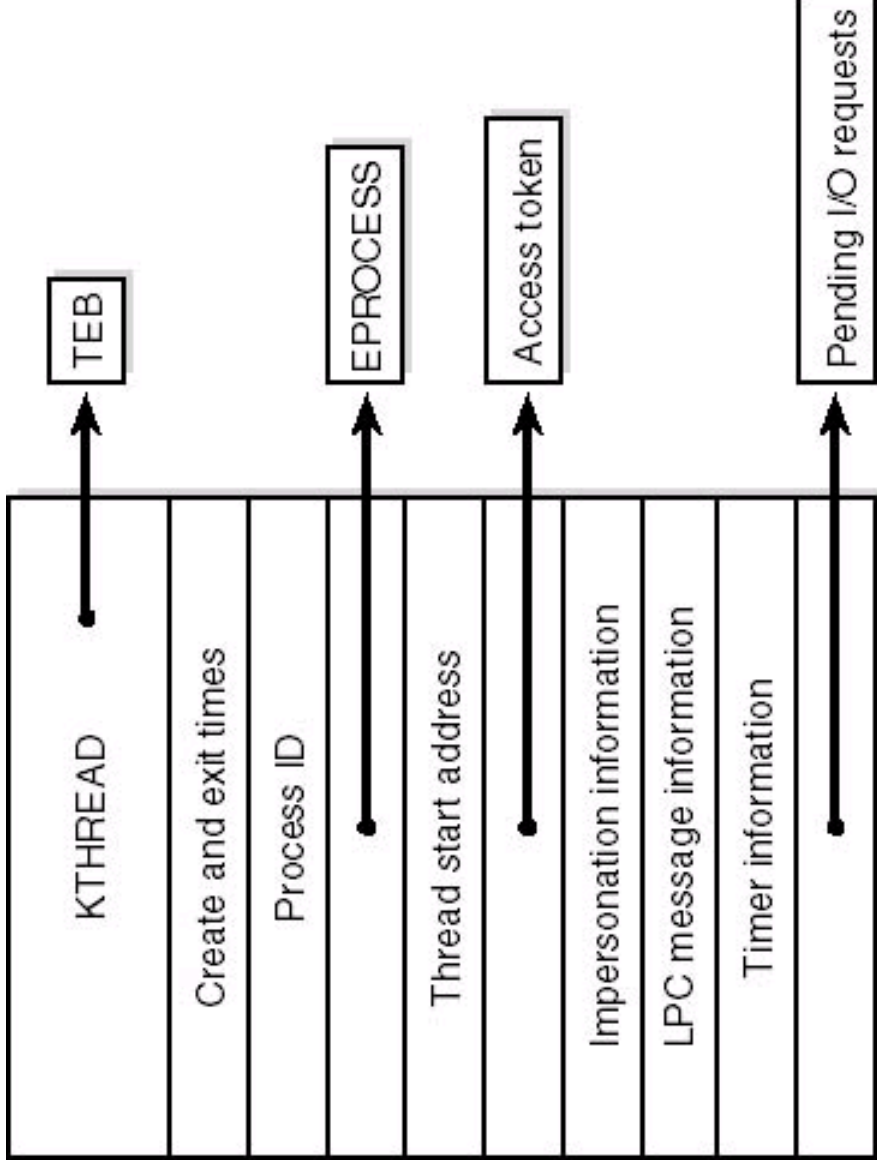 KTHREAD
TEB
Create and exit times
Process ID
EPROCESS
Thread start address
Access token
Impersonation information
LPC message information
Timer information
Pending I/O requests